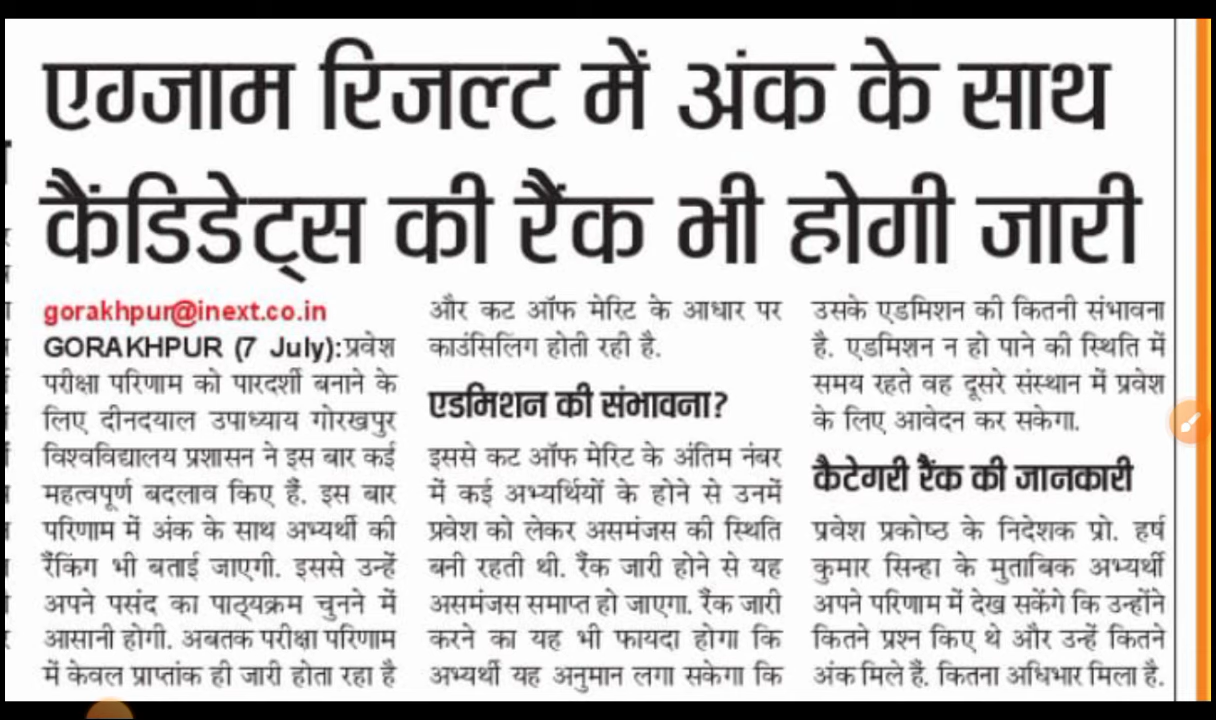 एग्जाम रिजल्ट में अंक के साथ
कैंडिडेट्स की रैंक भी होगी जारी
gorakhpur@inext.co.in
GORAKHPUR (7 July): प्रवेश
परीक्षा परिणाम को पारदर्शी बनाने के
लिए दीनदयाल उपाध्याय गोरखपुर
विश्वविद्यालय प्रशासन ने इस बार कई
महत्वपूर्ण बदलाव किए हैं. इस बार
परिणाम में अंक के साथ अभ्यर्थी की
रैंकिंग भी बताई जाएगी. इससे उन्हें
अपने पसंद का पाठ्यक्रम चुनने में
आसानी होगी. अबतक परीक्षा परिणाम
में केवल प्राप्तांक ही जारी होता रहा है
और कट ऑफ मेरिट के आधार पर
काउंसिलिंग होती रही है.
एडमिशन की संभावना?
इससे कट ऑफ मेरिट के अंतिम नंबर
में कई अभ्यर्थियों के होने से उनमें
प्रवेश को लेकर असमंजस की स्थिति
बनी रहती थी. रैंक जारी होने से यह
असमंजस समाप्त हो जाएगा. रैंक जारी
करने का यह भी फायदा होगा कि
अभ्यर्थी यह अनुमान लगा सकेगा कि
उसके एडमिशन की कितनी संभावना
है. एडमिशन न हो पाने की स्थिति में
समय रहते वह दूसरे संस्थान में प्रवेश
के लिए आवेदन कर सकेगा.
कैटेगरी रैंक की जानकारी
प्रवेश प्रकोष्ठ के निदेशक प्रो. हर्ष
कुमार सिन्हा के मुताबिक अभ्यर्थी
अपने परिणाम में देख सकेंगे कि उन्होंने
कितने प्रश्न किए थे और उन्हें कितने
अंक मिले हैं. कितना अधिभार मिला है.